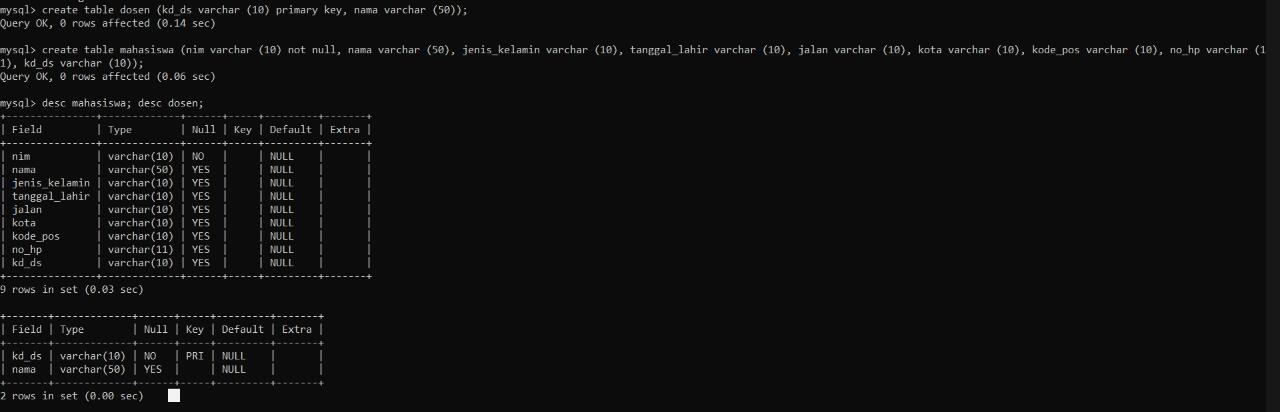 mysql> create table dosen (kd_ds varchar (10) primary key, nama varchar (50));
Query OK, 0 rows affected (0.14 sec)
mysql> create table mahasiswa (nim varchar (10) not null, nama varchar (50), jenis_kelamin varchar (10), tanggal_lahir varchar (10), jalan varchar (10), kota varchar (10), kode_pos varchar (10), no_hp varchar (1
1), kd_ds varchar (10));
Query OK, 0 rows affected (0.06 sec)
mysql> desc mahasiswa; desc dosen;
+---------------+-------------+------+-----+---------+-------+
| Field         | Type        | Null | Key | Default | Extra |
+---------------+-------------+------+-----+---------+-------+
| nim           | varchar(10) | NO   |     | NULL    |       |
| nama          | varchar(50) | YES  |     | NULL    |       |
| jenis_kelamin | varchar(10) | YES  |     | NULL    |       |
| tanggal_lahir | varchar(10) | YES  |     | NULL    |       |
| jalan         | varchar(10) | YES  |     | NULL    |       |
| kota          | varchar(10) | YES  |     | NULL    |       |
| kode_pos      | varchar(10) | YES  |     | NULL    |       |
| no_hp         | varchar(11) | YES  |     | NULL    |       |
| kd_ds         | varchar(10) | YES  |     | NULL    |       |
+---------------+-------------+------+-----+---------+-------+
9 rows in set (0.03 sec)
+-------+-------------+------+-----+---------+-------+
| Field | Type        | Null | Key | Default | Extra |
+-------+-------------+------+-----+---------+-------+
| kd_ds | varchar(10) | NO   | PRI | NULL    |       |
| nama  | varchar(50) | YES  |     | NULL    |       |
+-------+-------------+------+-----+---------+-------+
2 rows in set (0.00 sec)